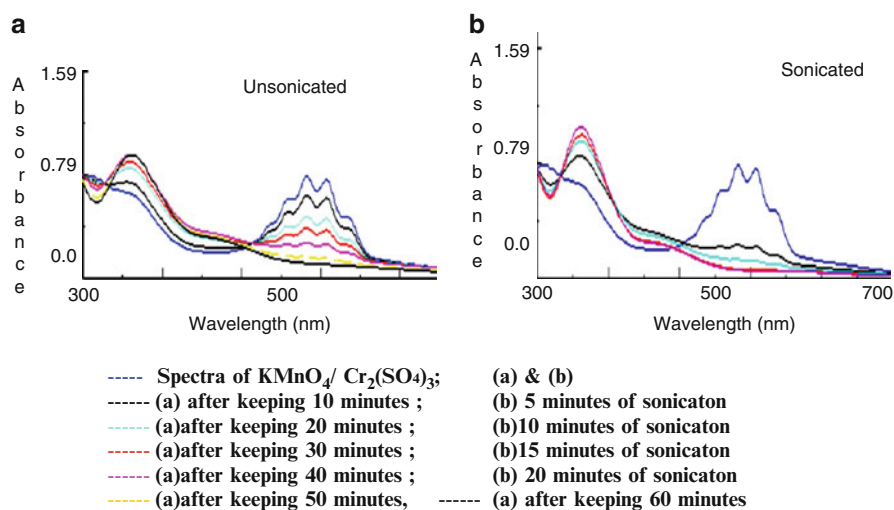 a
Absorbance
1.59
0.79
0.0
Unsonicated
300
500
Wavelength (nm)
b
Absorbance
1.59
0.79
0.0
Sonicated
300
500
700
Wavelength (nm)
Spectra of KMnO4/ Cr2(SO4)3; (a) & (b)
(a) after keeping 10 minutes ; (b) 5 minutes of sonicaton
(a)after keeping 20 minutes ; (b)10 minutes of sonicaton
(a)after keeping 30 minutes ; (b)15 minutes of sonicaton
(a)after keeping 40 minutes ; (b) 20 minutes of sonicaton
(a)after keeping 50 minutes, (a) after keeping 60 minutes